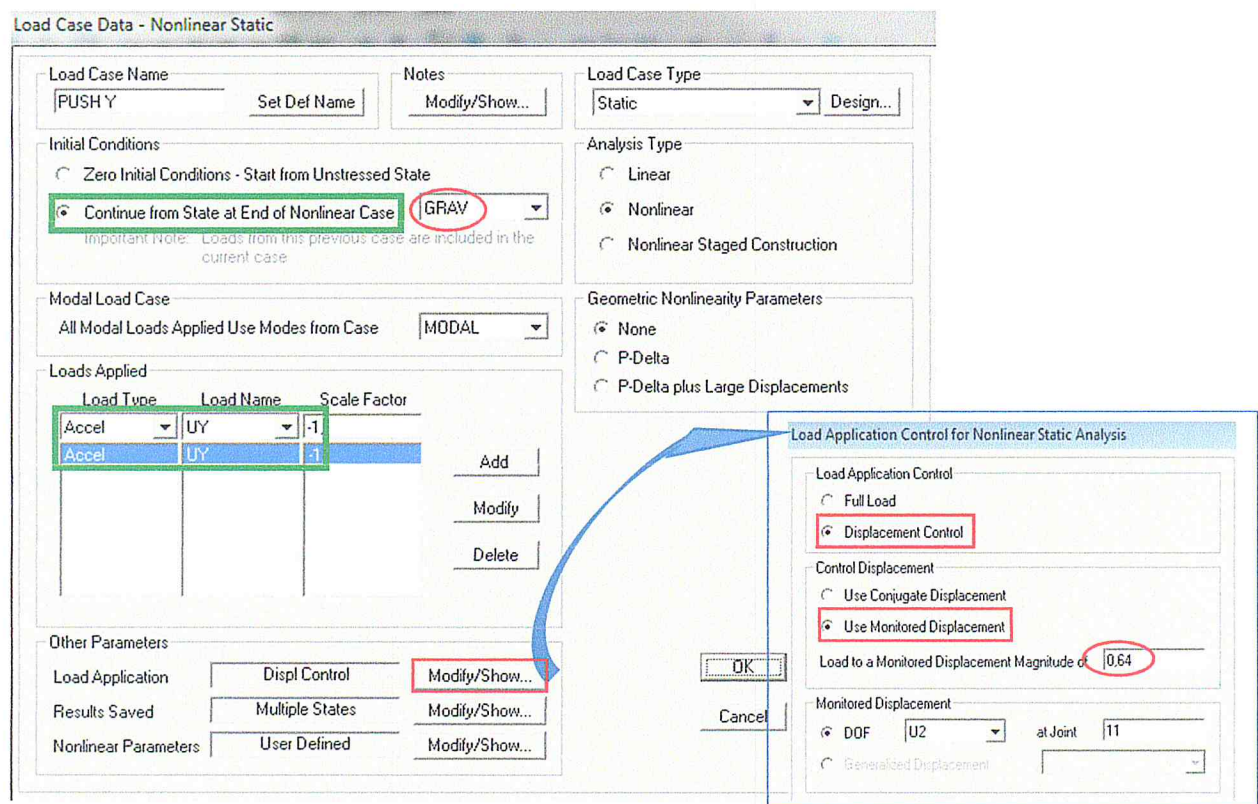 Load Case Data - Nonlinear Static
Load Case Name
PUSH Y
Set Def Name
Notes
Modify/Show...
Load Case Type
Static
Design...
Initial Conditions
Zero Initial Conditions - Start from Unstressed State
Continue from State at End of Nonlinear Case
GRAV
Important Note: Loads from this previous case are included in the
current case
Analysis Type
Linear
Nonlinear
Nonlinear Staged Construction
Modal Load Case
All Modal Loads Applied Use Modes from Case
MODAL
Geometric Nonlinearity Parameters
None
P-Delta
P-Delta plus Large Displacements
Loads Applied
Load Type Load Name Scale Factor
Accel UY -1,
Accel UY -1
Add
Modify
Delete
Other Parameters
Load Application Displ Control Modify/Show...
Results Saved Multiple States Modify/Show...
Nonlinear Parameters User Defined Modify/Show...
OK
Cancel
Load Application Control for Nonlinear Static Analysis
Load Application Control
Full Load
Displacement Control
Control Displacement
Use Conjugate Displacement
Use Monitored Displacement
Load to a Monitored Displacement Magnitude of 0,64
Monitored Displacement
DOF U2 at Joint 11
Generalized Displacement